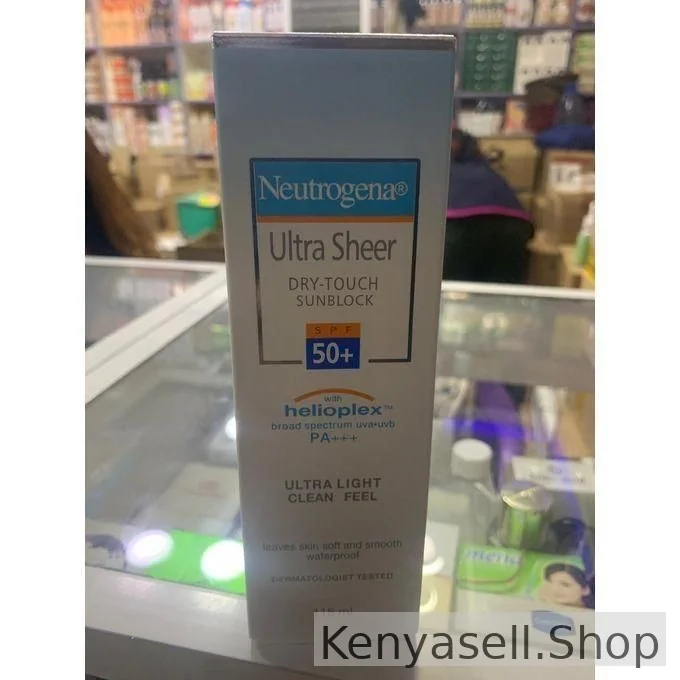 Neutrogena®
Ultra Sheer
DRY-TOUCH
SUNBLOCK
SPF
50+
with
helioplex™
broad spectrum uva•uvb
PA+++
ULTRA LIGHT
CLEAN FEEL
leaves skin soft and smooth
waterproof
DERMATOLOGIST TESTED
ml
Kenyasell.Shop